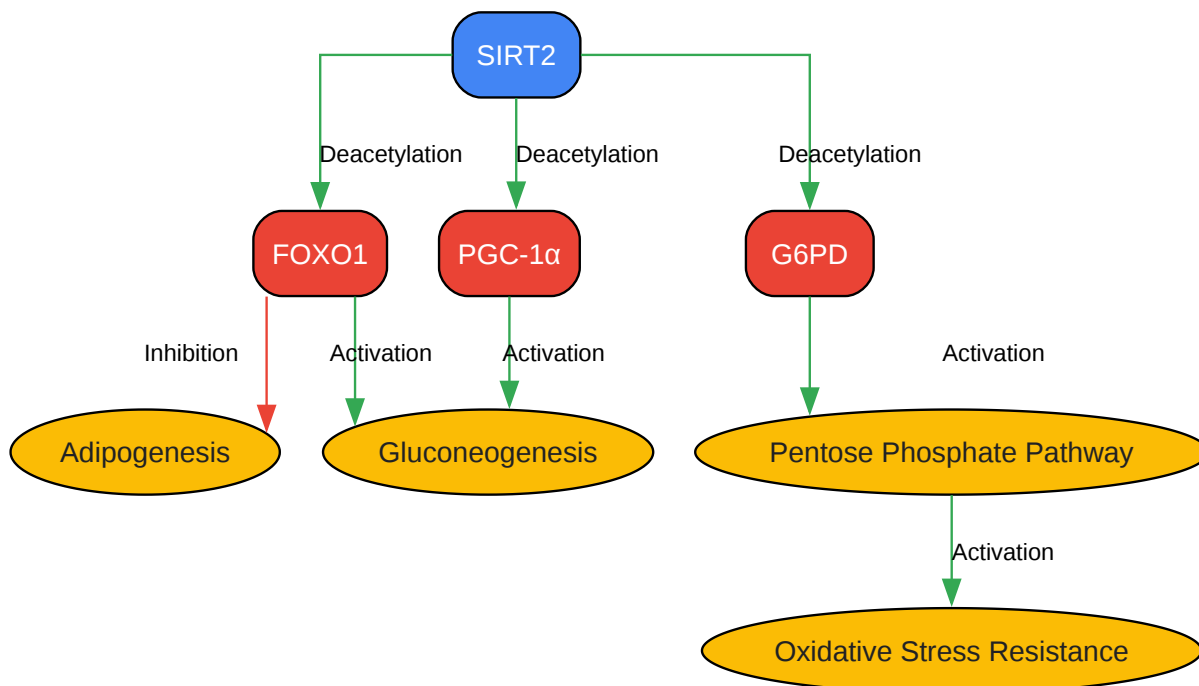 SIRT2
Deacetylation
Deacetylation
Deacetylation
FOXO1
PGC-1α
G6PD
Inhibition
Activation
Activation
Activation
Adipogenesis
Gluconeogenesis
Pentose Phosphate Pathway
Activation
Oxidative Stress Resistance